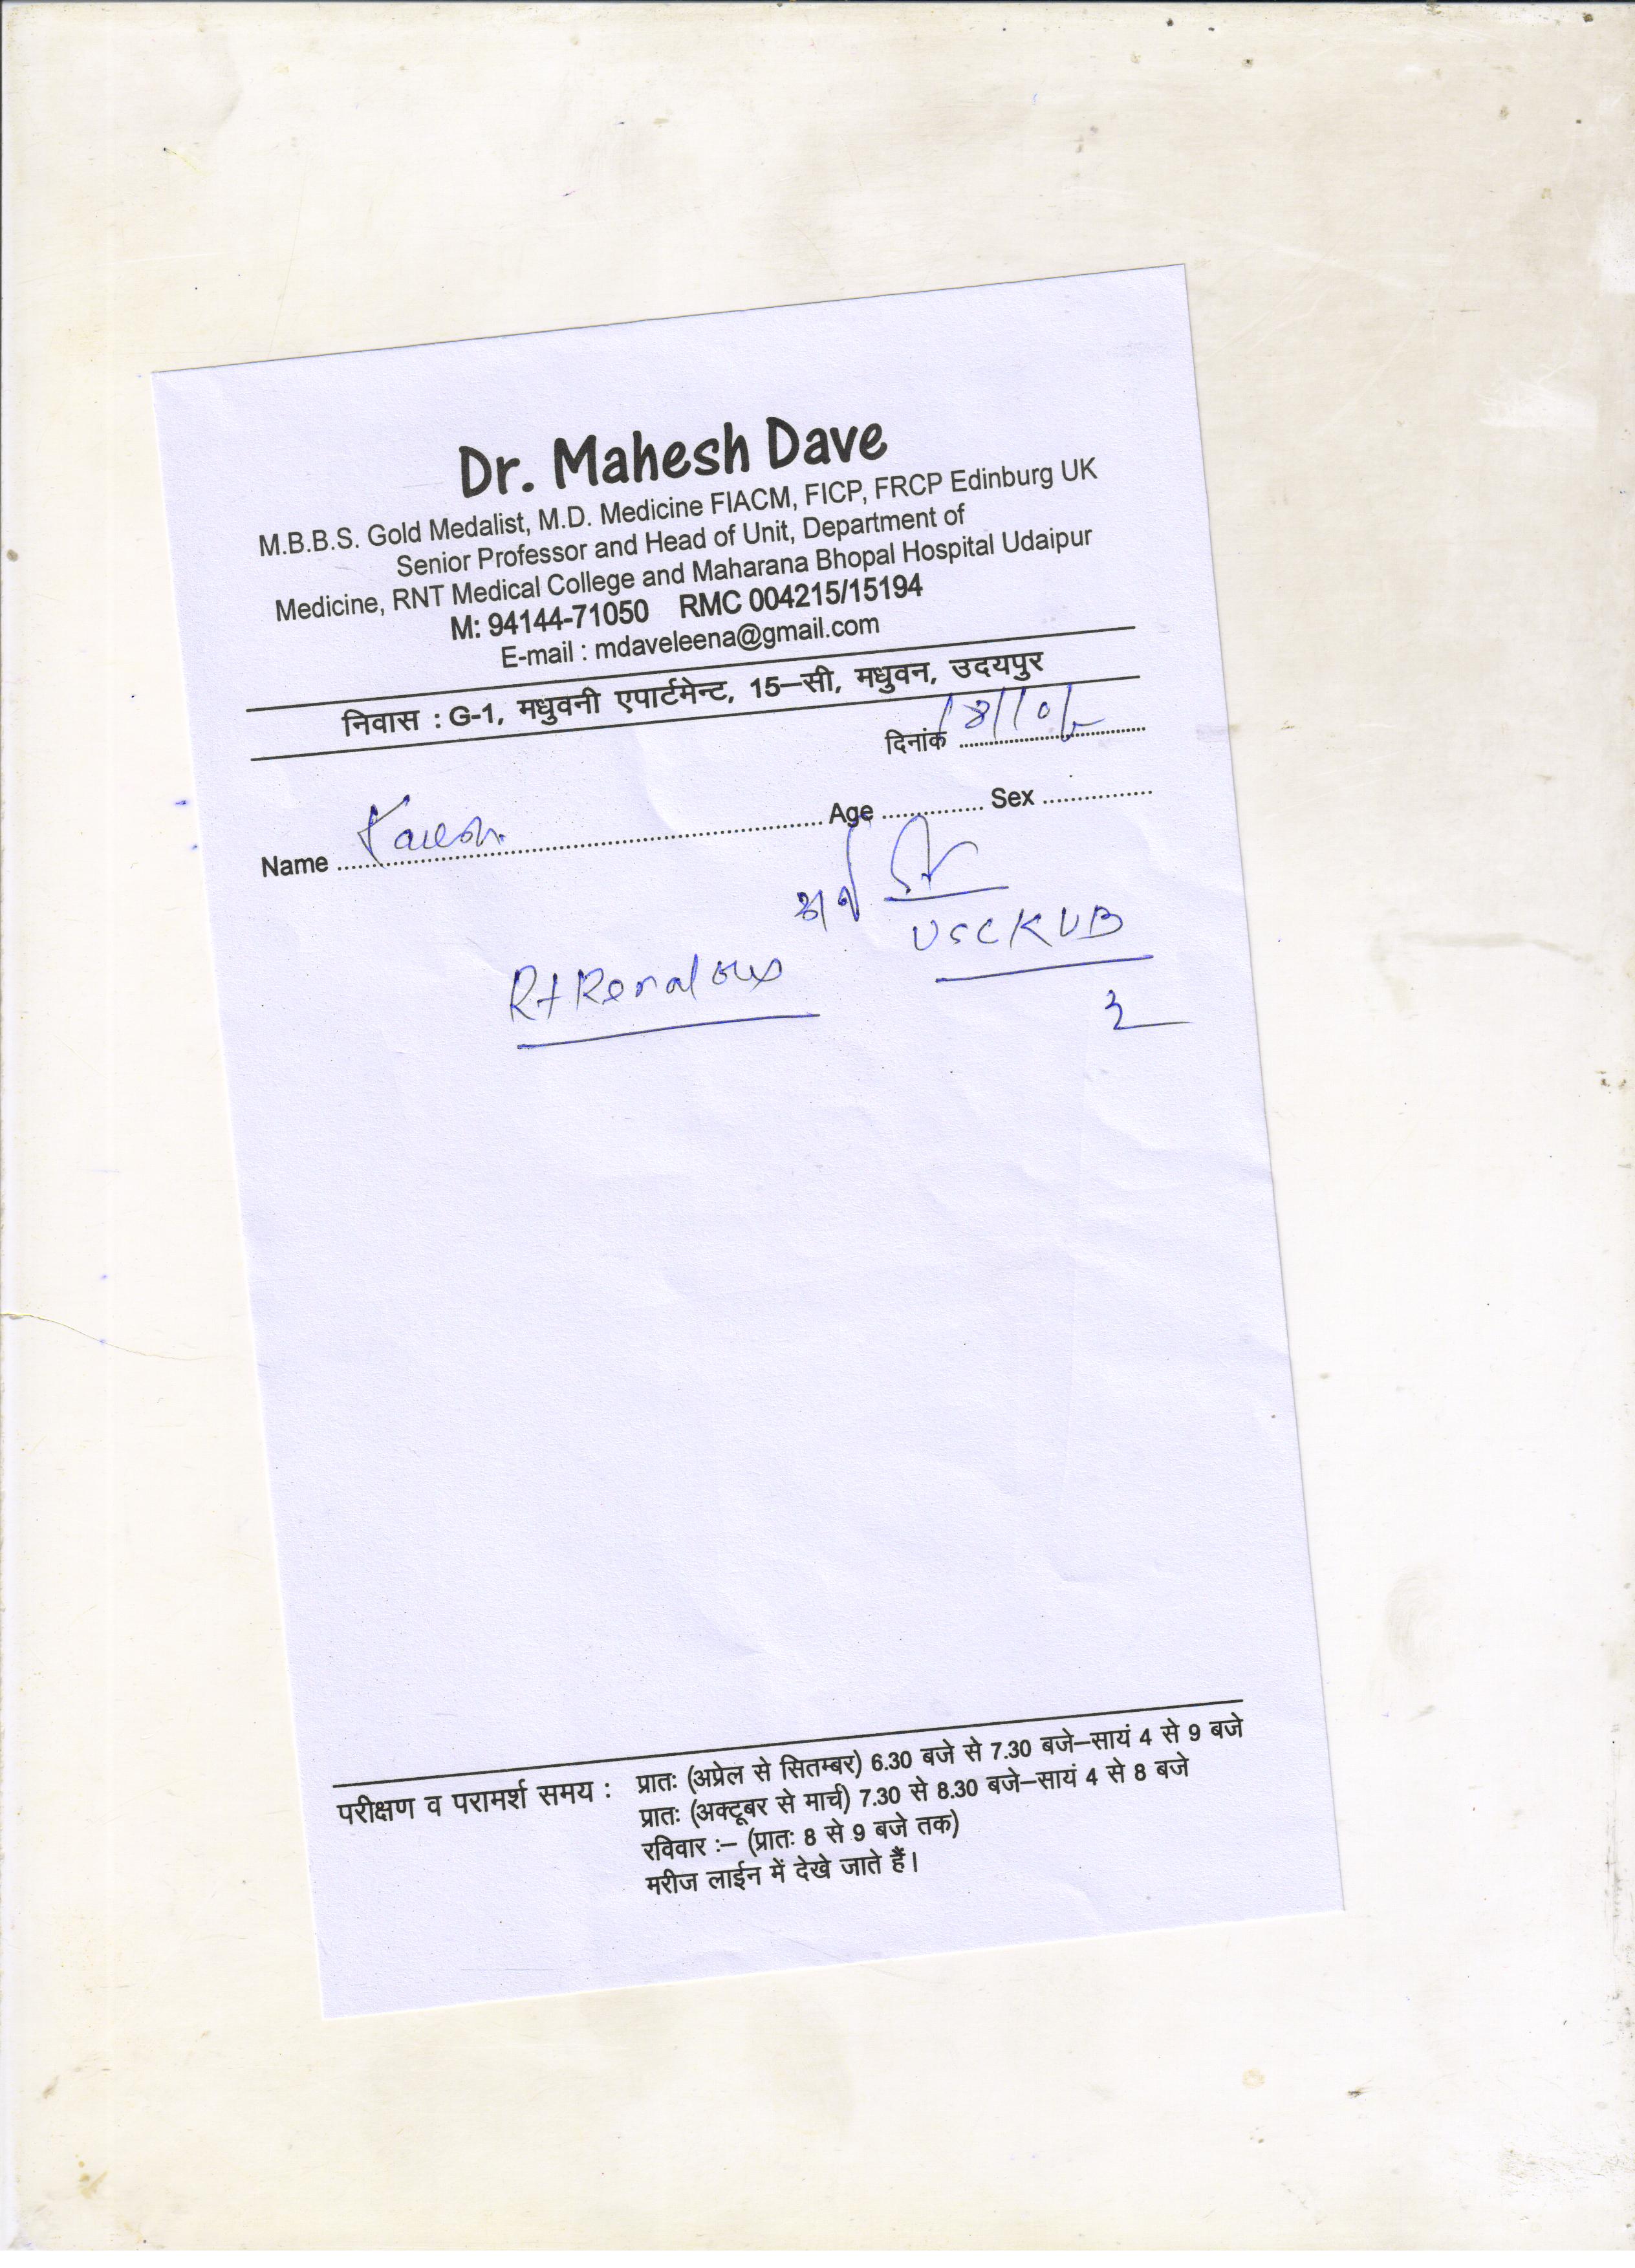 Dr. Mahesh Dave
M.B.B.S. Gold Medalist, M.D. Medicine FIACM, FICP, FRCP Edinburg UK
Senior Professor and Head of Unit, Department of
Medicine, RNT Medical College and Maharana Bhopal Hospital Udaipur
M: 94144-71050 RMC 004215/15194
E-mail : mdaveleena@gmail.com
निवास : G-1, मधुवनी एपार्टमेन्ट, 15–सी, मधुवन, उदयपुर
दिनांक
Name Age Sex
KUB
Rt Renal
परीक्षण व परामर्श समय : प्रातः (अप्रेल से सितम्बर) 6.30 बजे से 7.30 बजे–सायं 4 से 9 बजे
प्रातः (अक्टूबर से मार्च) 7.30 से 8.30 बजे–सायं 4 से 8 बजे
रविवार :– (प्रातः 8 से 9 बजे तक)
मरीज लाईन में देखे जाते हैं।